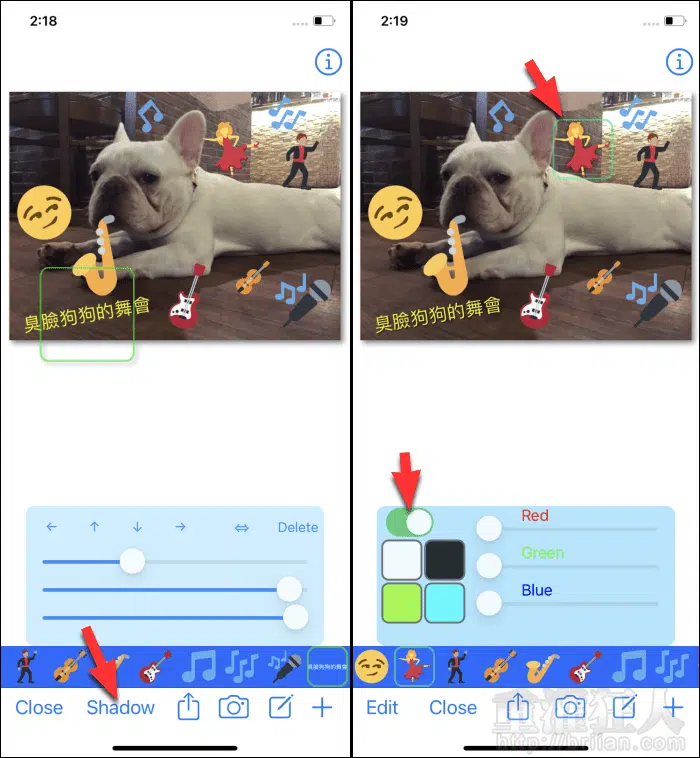 2:18
臭臉狗狗的舞會
Delete
臭臉狗狗的舞會
Close
Shadow
2:19
臭臉狗狗的舞會
Red
Green
Blue
Edit
Close
重灌狂人
http://briian.com